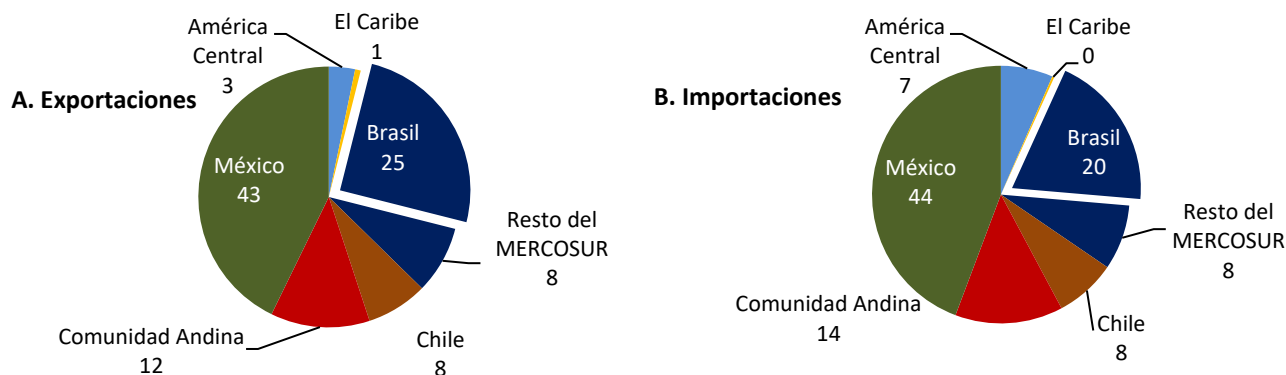 A. Exportaciones
América
Central
3
El Caribe
1
Brasil
25
México
43
Resto del
MERCOSUR
8
Comunidad Andina
12
Chile
8
B. Importaciones
América
Central
7
El Caribe
0
Brasil
20
México
44
Resto del
MERCOSUR
8
Comunidad Andina
14
Chile
8